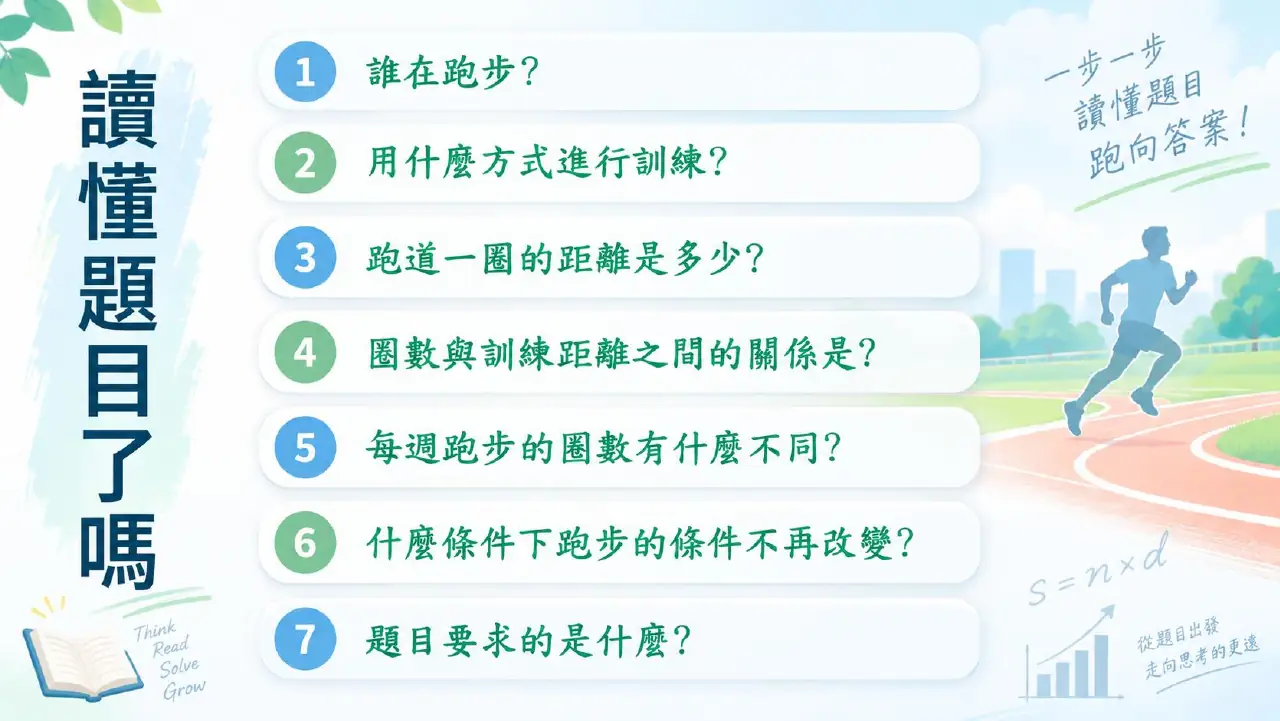 讀懂題目了嗎
1 誰在跑步？
2 用什麼方式進行訓練？
3 跑道一圈的距離是多少？
4 圈數與訓練距離之間的關係是？
5 每週跑步的圈數有什麼不同？
6 什麼條件下跑步的條件不再改變？
7 題目要求的是什麼？
一步一步
讀懂題目
跑向答案！
Think
Read
Solve
Grow
S = n × d
從題目出發
走向思考的更遠